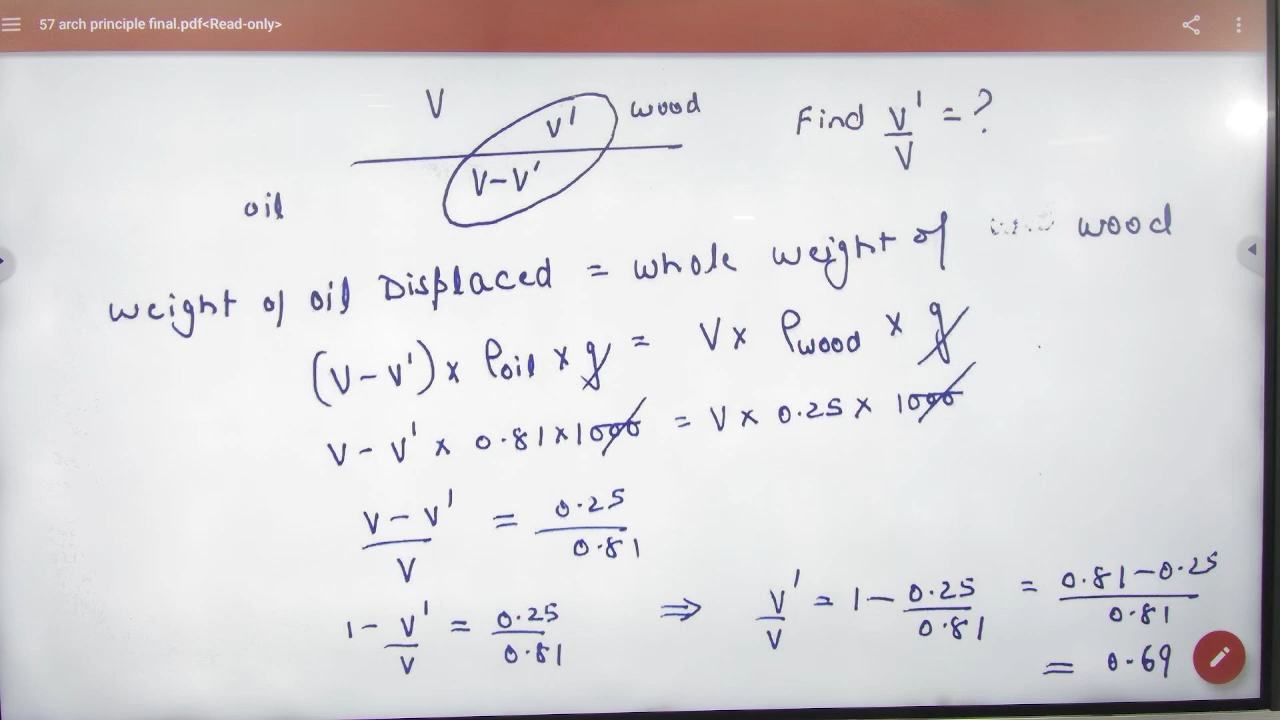 57 arch principle final.pdf<Read-only>
V
V'
wood
Find V'/V = ?
V-V'
oil
weight of oil Displaced = whole weight of wood
(V-V') x ρoil x g = V x ρwood x g
V - V' x 0.81 x 1000 = V x 0.25 x 1000
V - V'/V = 0.25/0.81
1 - V'/V = 0.25/0.81 ⇒ V'/V = 1 - 0.25/0.81 = 0.81-0.25/0.81
= 0.69